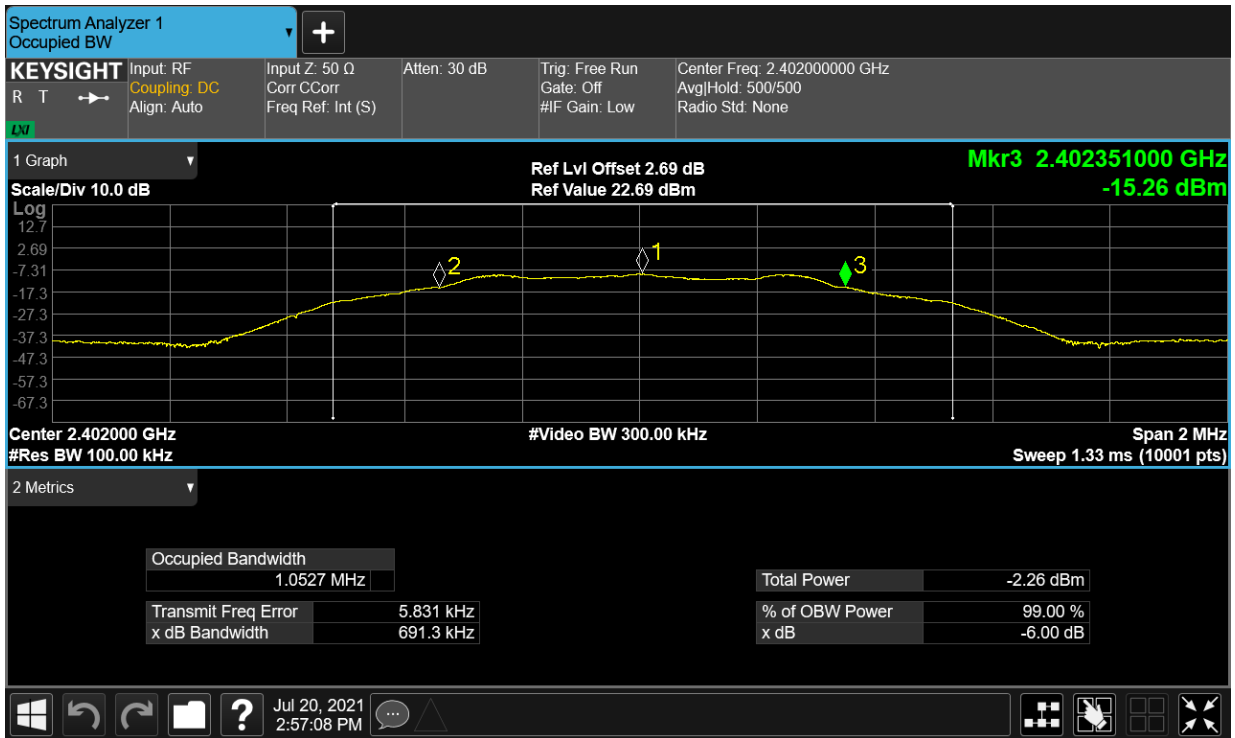 Spectrum Analyzer 1
Occupied BW
+
KEYSIGHT
R T
LXI
Input: RF
Coupling: DC
Align: Auto
Input Z: 50 Ω
Corr CCorr
Freq Ref: Int (S)
Atten: 30 dB
Trig: Free Run
Gate: Off
#IF Gain: Low
Center Freq: 2.402000000 GHz
Avg|Hold: 500/500
Radio Std: None
1 Graph
Scale/Div 10.0 dB
Ref Lvl Offset 2.69 dB
Ref Value 22.69 dBm
Mkr3 2.402351000 GHz
-15.26 dBm
Log
12.7
2.69
-7.31
-17.3
-27.3
-37.3
-47.3
-57.3
-67.3
2
1
3
Center 2.402000 GHz
#Video BW 300.00 kHz
Span 2 MHz
#Res BW 100.00 kHz
Sweep 1.33 ms (10001 pts)
2 Metrics
Occupied Bandwidth
1.0527 MHz
Transmit Freq Error 5.831 kHz
x dB Bandwidth 691.3 kHz
Total Power -2.26 dBm
% of OBW Power 99.00 %
x dB -6.00 dB
?
Jul 20, 2021
2:57:08 PM